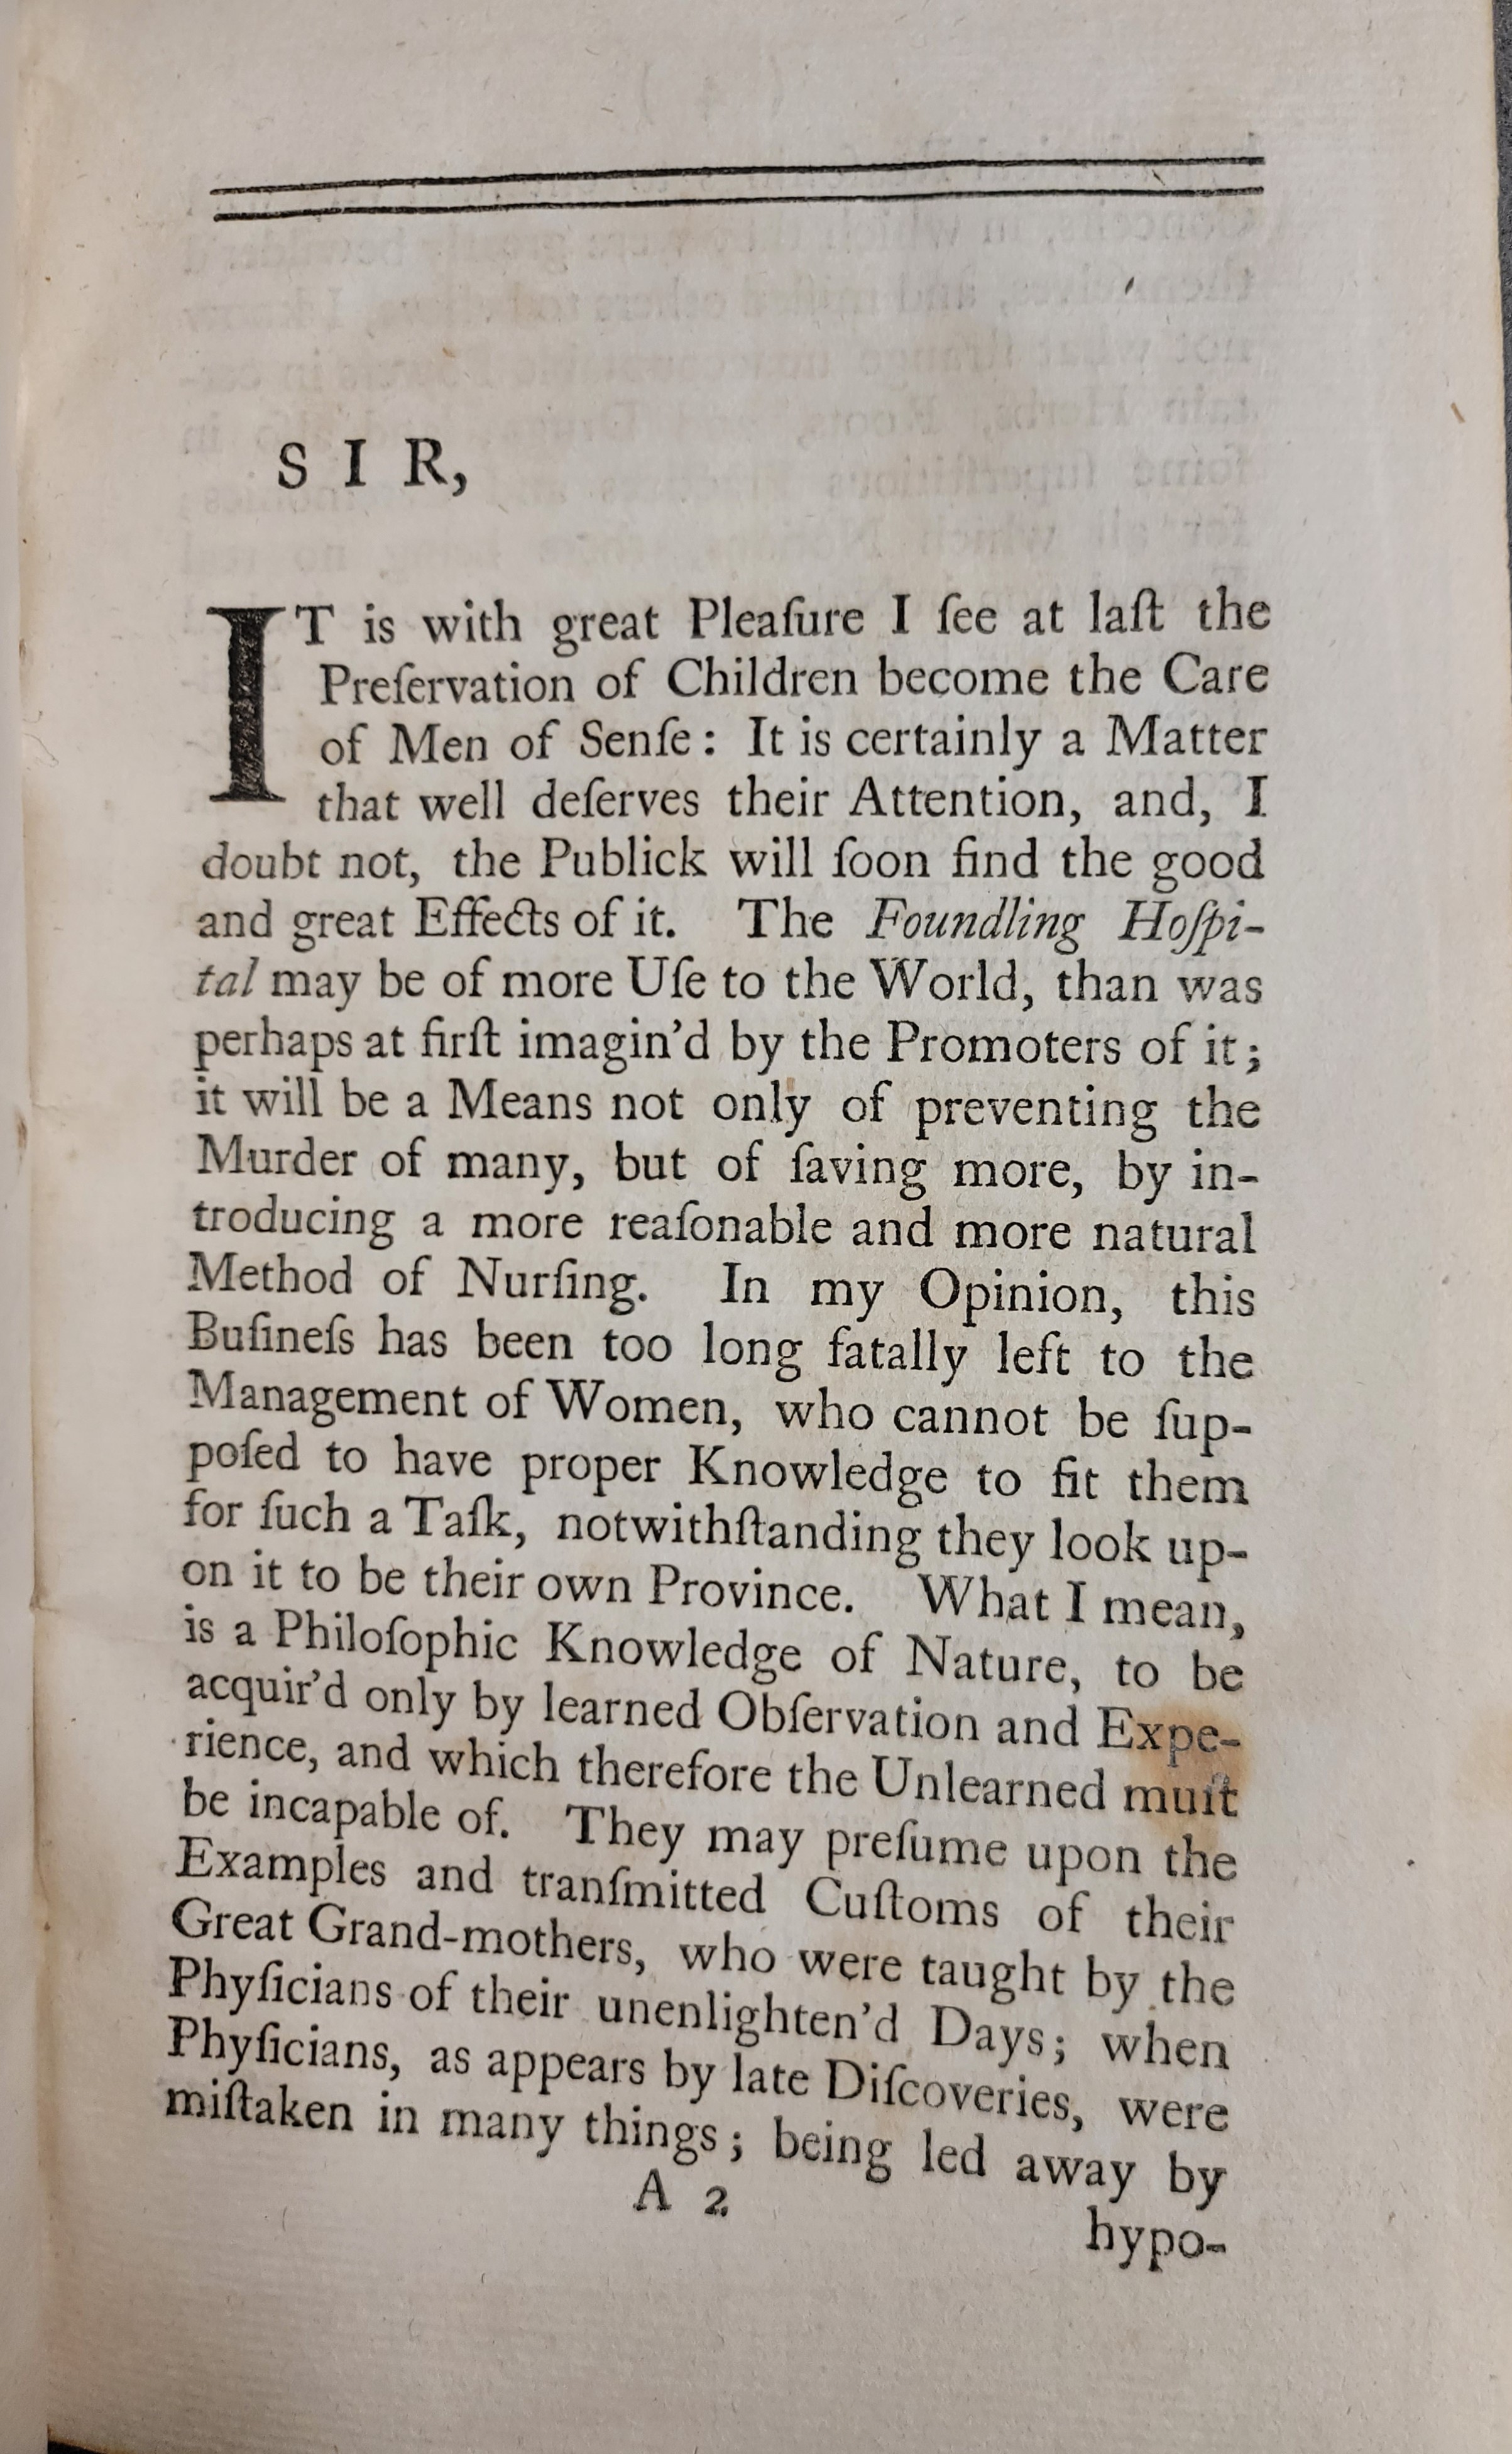 S I R,
IT is with great Pleaſure I ſee at laſt the
Preſervation of Children become the Care
of Men of Senſe: It is certainly a Matter
that well deſerves their Attention, and, I
doubt not, the Publick will ſoon find the good
and great Effects of it. The Foundling Hoſpi-
tal may be of more Uſe to the World, than was
perhaps at firſt imagin'd by the Promoters of it;
it will be a Means not only of preventing the
Murder of many, but of ſaving more, by in-
troducing a more reaſonable and more natural
Method of Nurſing. In my Opinion, this
Buſineſs has been too long fatally left to the
Management of Women, who cannot be ſup-
poſed to have proper Knowledge to fit them
for ſuch a Taſk, notwithſtanding they look up-
on it to be their own Province. What I mean,
is a Philoſophic Knowledge of Nature, to be
acquir'd only by learned Obſervation and Expe-
rience, and which therefore the Unlearned muſt
be incapable of. They may preſume upon the
Examples and tranſmitted Cuſtoms of their
Great Grand-mothers, who were taught by the
Phyſicians of their unenlighten'd Days; when
Phyſicians, as appears by late Diſcoveries, were
miſtaken in many things; being led away by
A 2
hypo-